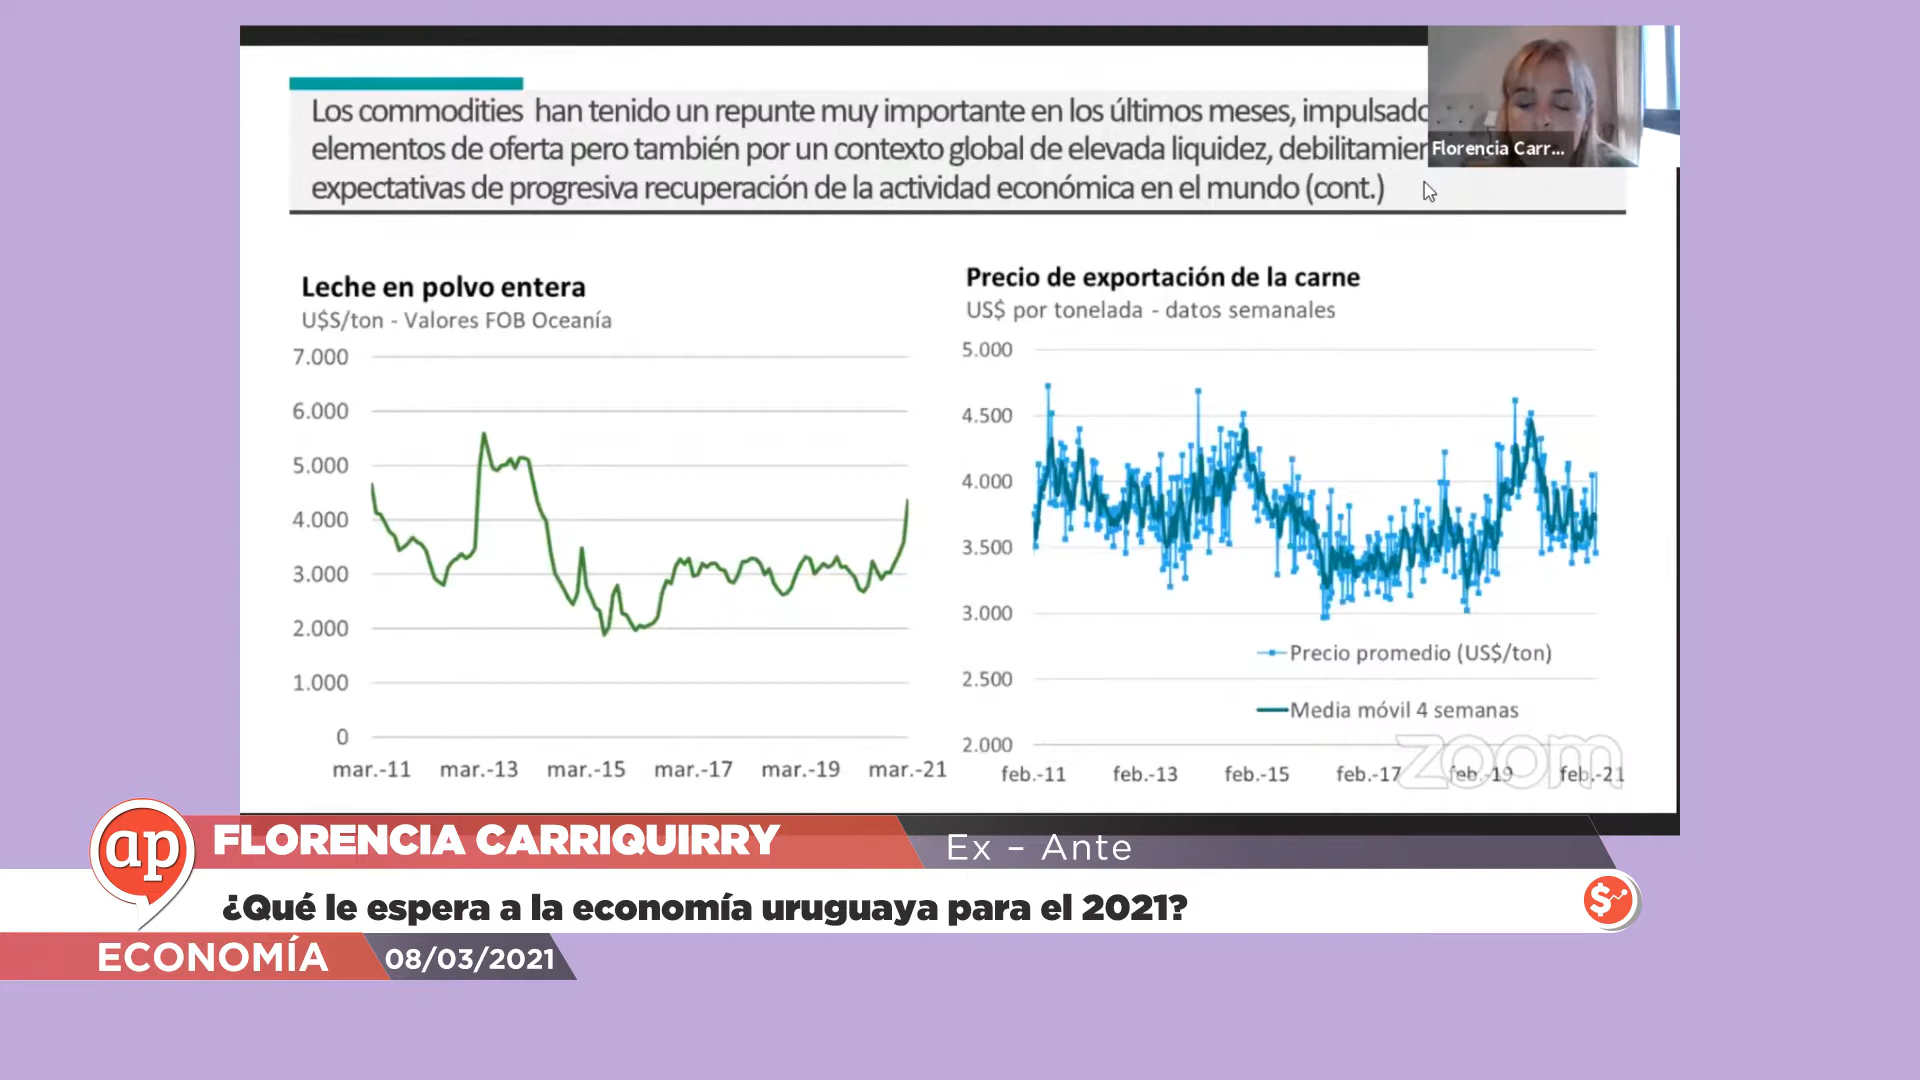 Los commodities han tenido un repunte muy importante en los últimos meses, impulsado
elementos de oferta pero también por un contexto global de elevada liquidez,
expectativas de progresiva recuperación de la actividad económica en el mundo (cont.)
Florencia Carr...
Leche en polvo entera
U$S/ton - Valores FOB Oceanía
7.000
6.000
5.000
4.000
3.000
2.000
1.000
0
mar.-11 mar.-13 mar.-15 mar.-17 mar.-19 mar.-21
Precio de exportación de la carne
US$ por tonelada - datos semanales
5.000
4.500
4.000
3.500
3.000
2.500
2.000
Precio promedio (US$/ton)
Media móvil 4 semanas
feb.-11 feb.-13 feb.-15 feb.-17 feb.-19 feb.-21
zoom
ap
FLORENCIA CARRIQUIRRY
Ex – Ante
¿Qué le espera a la economía uruguaya para el 2021?
$
ECONOMÍA
08/03/2021